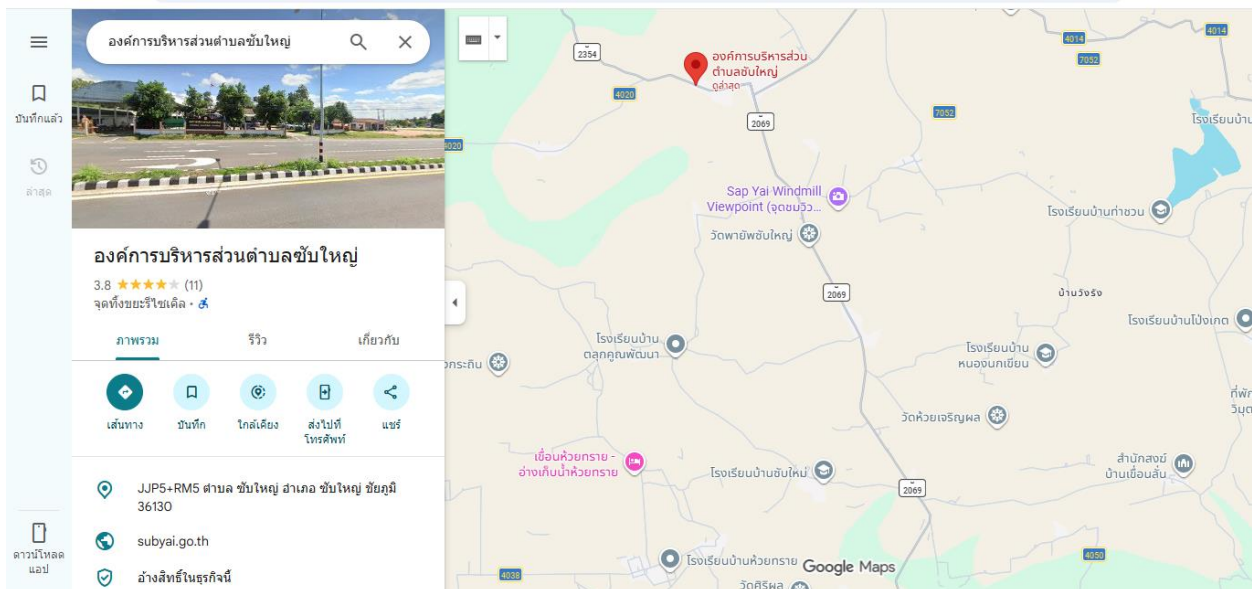 องค์การบริหารส่วนตำบลซับใหญ่
บันทึกแล้ว
ล่าสุด
องค์การบริหารส่วนตำบลซับใหญ่
3.8 (11)
จุดทิ้งขยะรีไซเคิล ·
ภาพรวม
รีวิว
เกี่ยวกับ
เส้นทาง
บันทึก
ใกล้เคียง
ส่งไปที่
โทรศัพท์
แชร์
JJP5+RM5 ตำบล ซับใหญ่ อำเภอ ซับใหญ่ ชัยภูมิ
36130
subyai.go.th
อ้างสิทธิ์ในธุรกิจนี้
ดาวน์โหลด
แอป
2354
4014
4014
7052
องค์การบริหารส่วน
ตำบลซับใหญ่
ดูล่าสุด
4020
7052
2069
4020
Sap Yai Windmill
Viewpoint (จุดชมวิว...
โรงเรียนบ้านท่าชวน
วัดพายัพซับใหญ่
2069
บ้านวังรัง
โรงเรียนบ้านโป่งเกต
โรงเรียนบ้าน
ตลุกคูณพัฒนา
โรงเรียนบ้าน
หนองนกเขียน
วัดห้วยเจริญผล
เขื่อนห้วยทราย -
อ่างเก็บน้ำห้วยทราย
โรงเรียนบ้านซับใหม่
สำนักสงฆ์
บ้านเขื่อนลั่น
2069
โรงเรียนบ้านห้วยทราย
Google Maps
4038
4050
วัดศิริผล